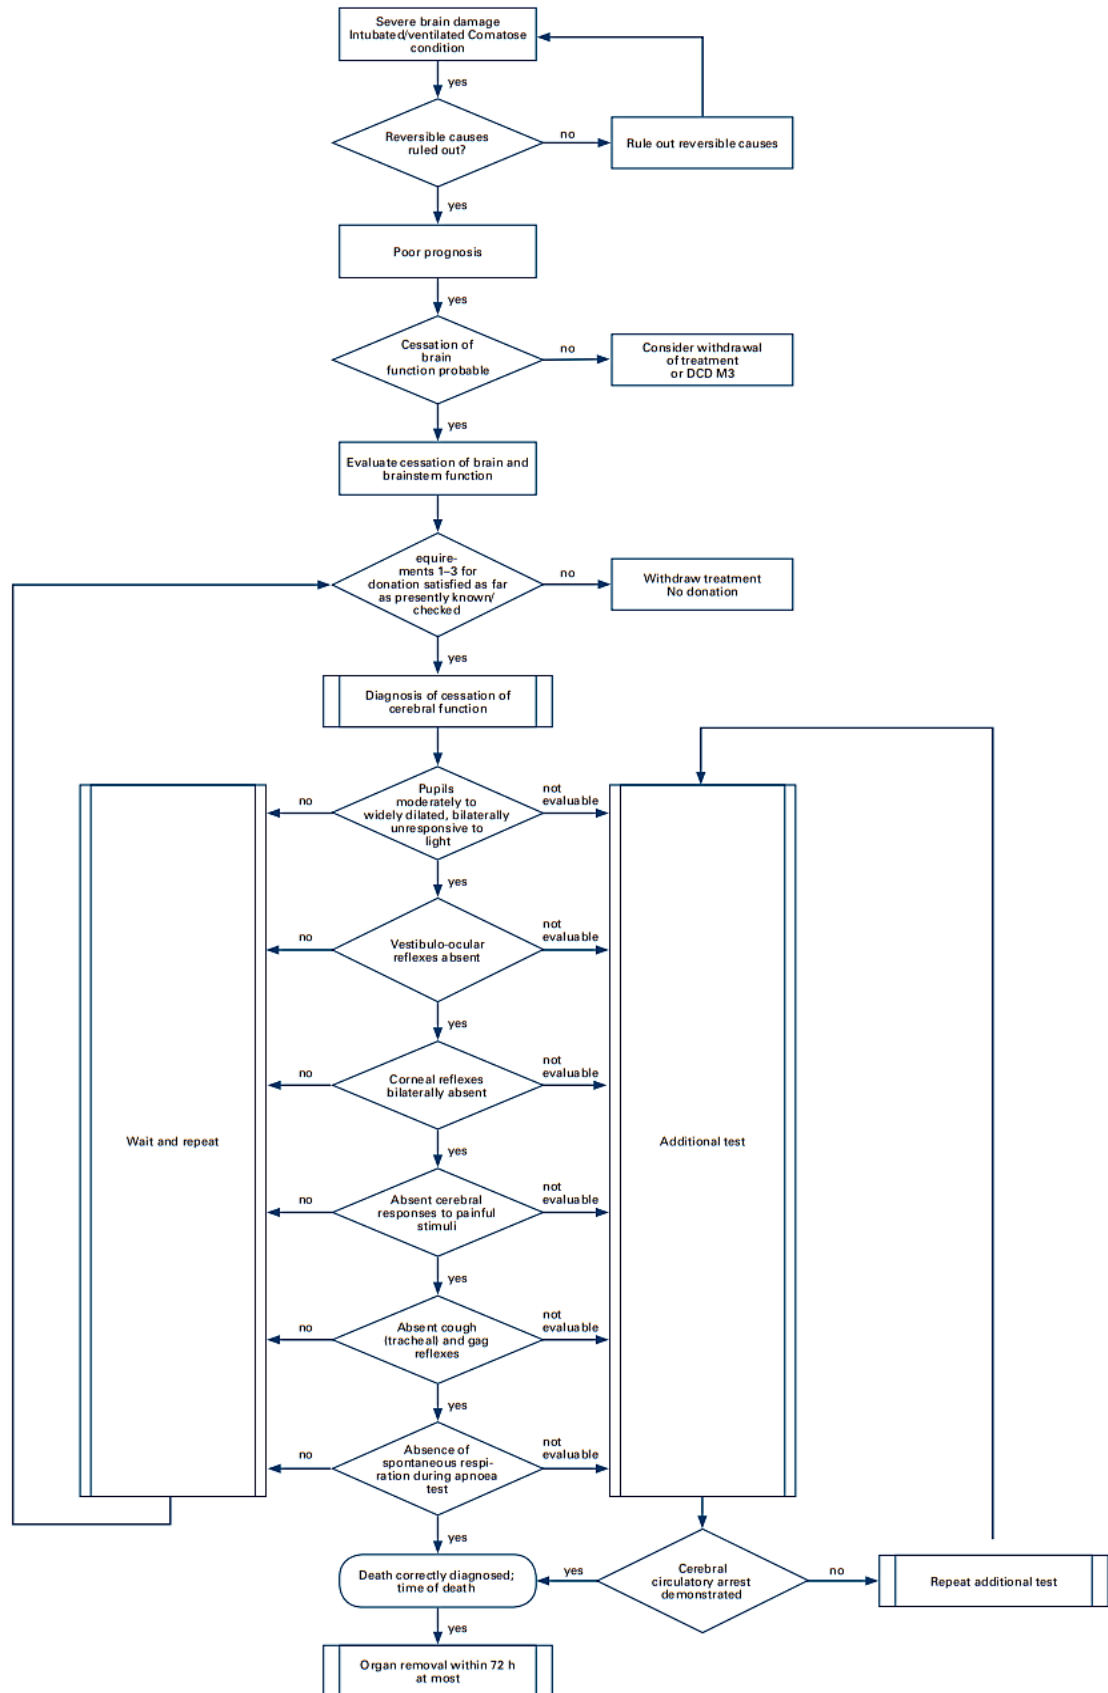 Severe brain damage
Intubated/ventilated Comatose
condition
yes
Reversible causes
ruled out?
no
Rule out reversible causes
yes
Poor prognosis
yes
Cessation of
brain
function probable
no
Consider withdrawal
of treatment
or DCD M3
yes
Evaluate cessation of brain and
brainstem function
equire-
ments 1–3 for
donation satisfied as far
as presently known/
checked
no
Withdraw treatment
No donation
yes
Diagnosis of cessation of
cerebral function
Pupils
moderately to
widely dilated, bilaterally
unresponsive to
light
no
not
evaluable
yes
Vestibulo-ocular
reflexes absent
no
not
evaluable
yes
Corneal reflexes
bilaterally absent
no
not
evaluable
Wait and repeat
Additional test
yes
Absent cerebral
responses to painful
stimuli
no
not
evaluable
yes
Absent cough
(tracheal) and gag
reflexes
no
not
evaluable
yes
Absence of
spontaneous respi-
ration during apnoea
test
no
not
evaluable
yes
Death correctly diagnosed;
time of death
yes
Cerebral
circulatory arrest
demonstrated
no
Repeat additional test
yes
Organ removal within 72 h
at most